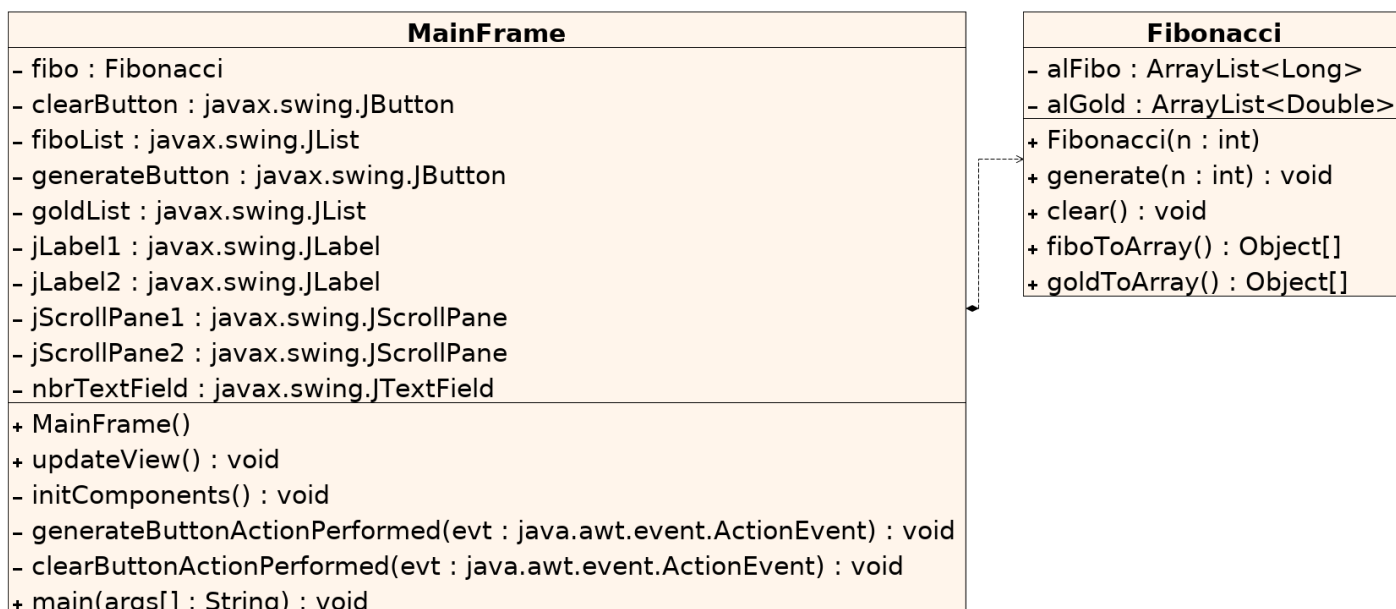 MainFrame
- fibo : Fibonacci
- clearButton : javax.swing.JButton
- fiboList : javax.swing.JList
- generateButton : javax.swing.JButton
- goldList : javax.swing.JList
- jLabel1 : javax.swing.JLabel
- jLabel2 : javax.swing.JLabel
- jScrollPane1 : javax.swing.JScrollPane
- jScrollPane2 : javax.swing.JScrollPane
- nbrTextField : javax.swing.JTextField
+ MainFrame()
+ updateView() : void
- initComponents() : void
- generateButtonActionPerformed(evt : java.awt.event.ActionEvent) : void
- clearButtonActionPerformed(evt : java.awt.event.ActionEvent) : void
+ main(args[] : String) : void
Fibonacci
- alFibo : ArrayList<Long>
- alGold : ArrayList<Double>
+ Fibonacci(n : int)
+ generate(n : int) : void
+ clear() : void
+ fiboToArray() : Object[]
+ goldToArray() : Object[]